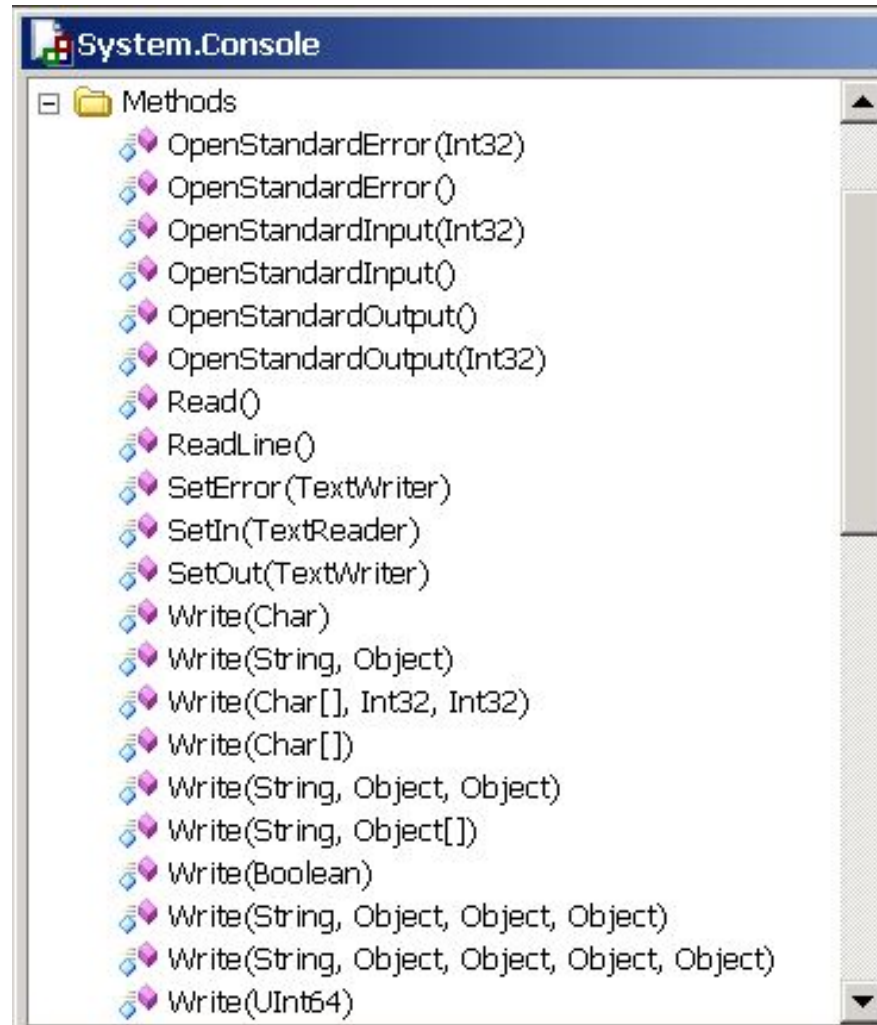 System.Console
Methods
OpenStandardError(Int32)
OpenStandardError()
OpenStandardInput(Int32)
OpenStandardInput()
OpenStandardOutput()
OpenStandardOutput(Int32)
Read()
ReadLine()
SetError(TextWriter)
SetIn(TextReader)
SetOut(TextWriter)
Write(Char)
Write(String, Object)
Write(Char[], Int32, Int32)
Write(Char[])
Write(String, Object, Object)
Write(String, Object[])
Write(Boolean)
Write(String, Object, Object, Object)
Write(String, Object, Object, Object, Object)
Write(UInt64)